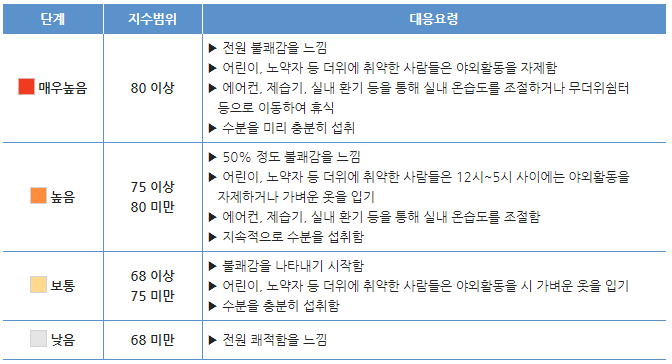 단계 지수범위 대응요령
매우높음 80 이상
▶ 전원 불쾌감을 느낌
▶ 어린이, 노약자 등 더위에 취약한 사람들은 야외활동을 자제함
▶ 에어컨, 제습기, 실내 환기 등을 통해 실내 온습도를 조절하거나 무더위쉼터
등으로 이동하여 휴식
▶ 수분을 미리 충분히 섭취
높음
75 이상
80 미만
▶ 50% 정도 불쾌감을 느낌
▶ 어린이, 노약자 등 더위에 취약한 사람들은 12시~5시 사이에는 야외활동을
자제하거나 가벼운 옷을 입기
▶ 에어컨, 제습기, 실내 환기 등을 통해 실내 온습도를 조절함
▶ 지속적으로 수분을 섭취함
보통
68 이상
75 미만
▶ 불쾌감을 나타내기 시작함
▶ 어린이, 노약자 등 더위에 취약한 사람들은 야외활동을 시 가벼운 옷을 입기
▶ 수분을 충분히 섭취함
낮음 68 미만
▶ 전원 쾌적함을 느낌